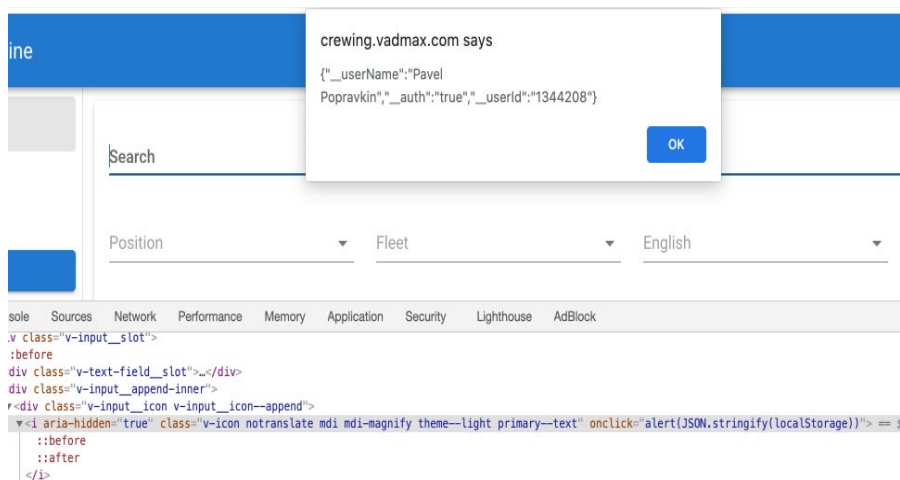 crewing.vadmax.com says
ine
{"__userName":"Pavel
Popravkin","__auth":"true","__userId":"1344208"}
OK
Search
Position
Fleet
English
sole Sources Network Performance Memory Application Security Lighthouse AdBlock
v class="v-input__slot">
:before
div class="v-text-field__slot">…</div>
div class="v-input__append-inner">
▼<div class="v-input__icon v-input__icon--append">
▼<i aria-hidden="true" class="v-icon notranslate mdi mdi-magnify theme--light primary--text" onclick="alert(JSON.stringify(localStorage))"> == $
::before
::after
</i>